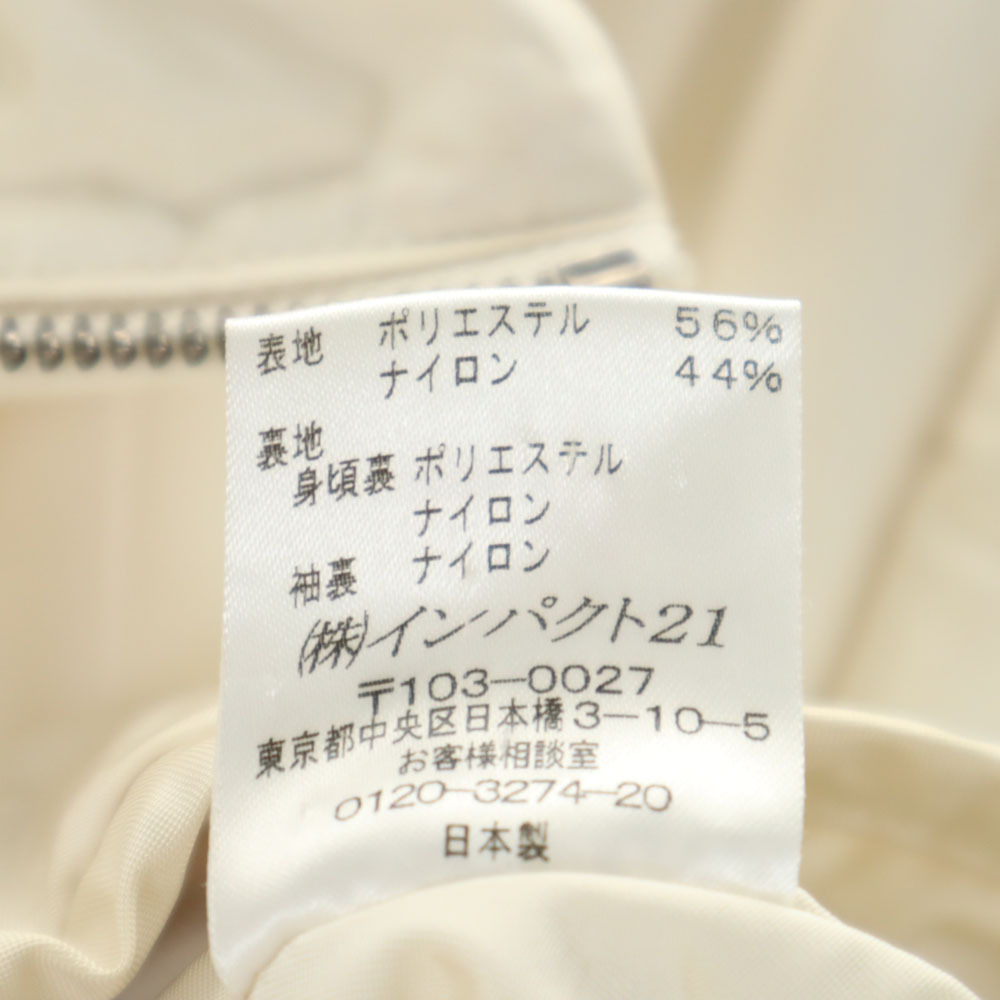 表地 ポリエステル 56%
ナイロン 44%
裏地
身頃裏 ポリエステル
ナイロン
袖裏 ナイロン
㈱インパクト21
〒103-0027
東京都中央区日本橋3-10-5
お客様相談室
0120-3274-20
日本製